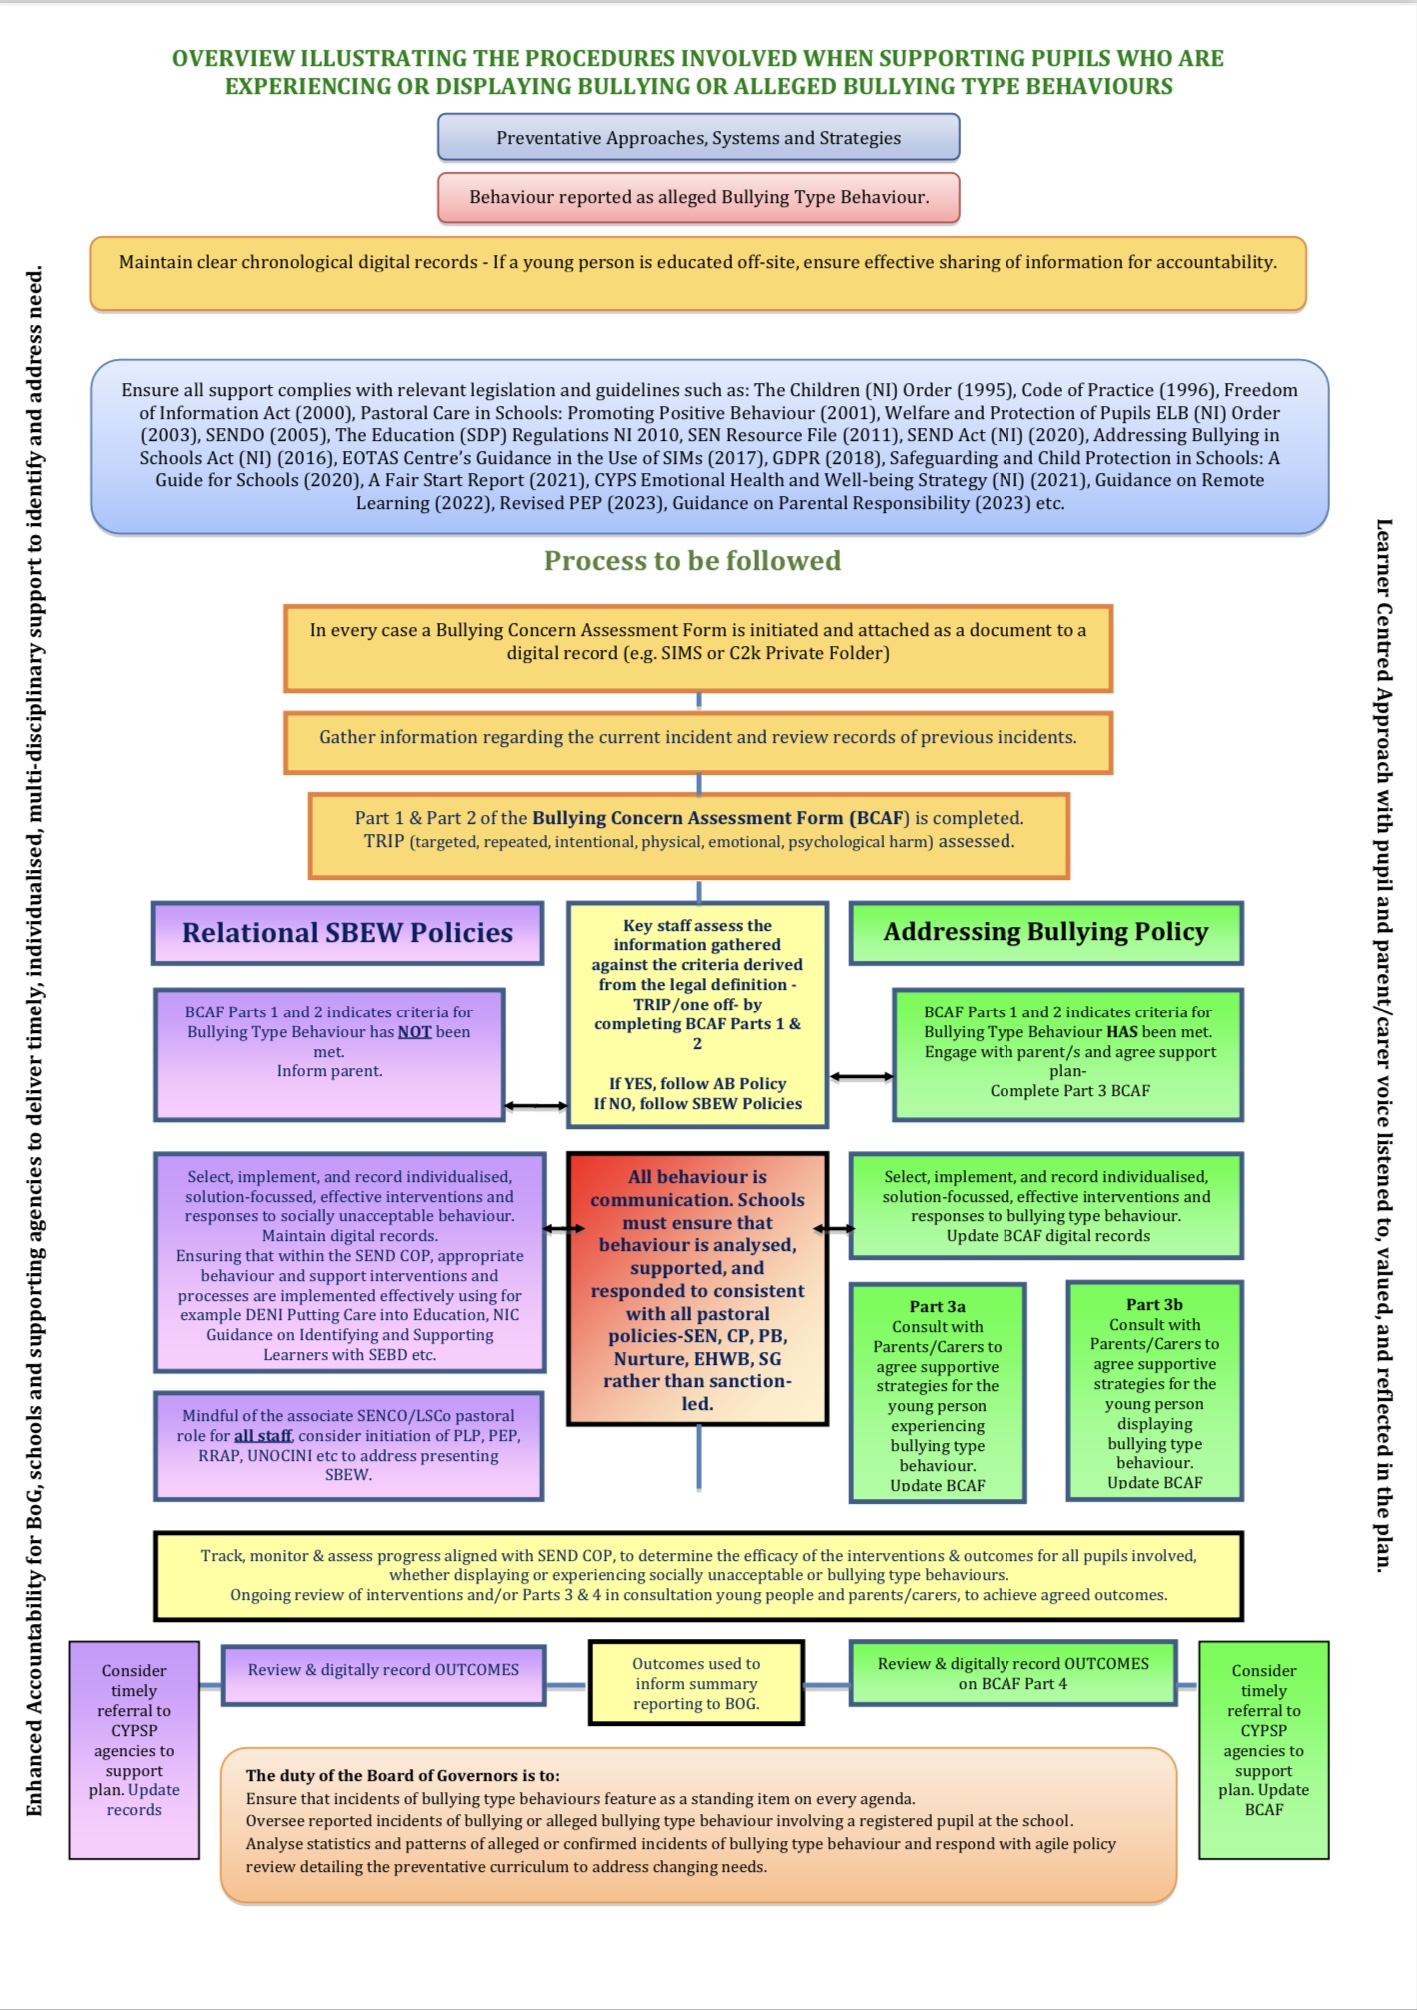 OVERVIEW ILLUSTRATING THE PROCEDURES INVOLVED WHEN SUPPORTING PUPILS WHO ARE
EXPERIENCING OR DISPLAYING BULLYING OR ALLEGED BULLYING TYPE BEHAVIOURS
Preventative Approaches, Systems and Strategies
Behaviour reported as alleged Bullying Type Behaviour.
Maintain clear chronological digital records - If a young person is educated off-site, ensure effective sharing of information for accountability.
Ensure all support complies with relevant legislation and guidelines such as: The Children (NI) Order (1995), Code of Practice (1996), Freedom
of Information Act (2000), Pastoral Care in Schools: Promoting Positive Behaviour (2001), Welfare and Protection of Pupils ELB (NI) Order
(2003), SENDO (2005), The Education (SDP) Regulations NI 2010, SEN Resource File (2011), SEND Act (NI) (2020), Addressing Bullying in
Schools Act (NI) (2016), EOTAS Centre's Guidance in the Use of SIMs (2017), GDPR (2018), Safeguarding and Child Protection in Schools: A
Guide for Schools (2020), A Fair Start Report (2021), CYPS Emotional Health and Well-being Strategy (NI) (2021), Guidance on Remote
Learning (2022), Revised PEP (2023), Guidance on Parental Responsibility (2023) etc.
Process to be followed
In every case a Bullying Concern Assessment Form is initiated and attached as a document to a
digital record (e.g. SIMS or C2k Private Folder)
Gather information regarding the current incident and review records of previous incidents.
Part 1 & Part 2 of the Bullying Concern Assessment Form (BCAF) is completed.
TRIP (targeted, repeated, intentional, physical, emotional, psychological harm) assessed.
Relational SBEW Policies
BCAF Parts 1 and 2 indicates criteria for
Bullying Type Behaviour has NOT been
met.
Inform parent.
Key staff assess the
information gathered
against the criteria derived
from the legal definition -
TRIP/one off- by
completing BCAF Parts 1 &
2
If YES, follow AB Policy
If NO, follow SBEW Policies
Addressing Bullying Policy
BCAF Parts 1 and 2 indicates criteria for
Bullying Type Behaviour HAS been met.
Engage with parent/s and agree support
plan-
Complete Part 3 BCAF
Select, implement, and record individualised,
solution-focussed, effective interventions and
responses to socially unacceptable behaviour.
Maintain digital records.
Ensuring that within the SEND COP, appropriate
behaviour and support interventions and
processes are implemented effectively using for
example DENI Putting Care into Education, NIC
Guidance on Identifying and Supporting
Learners with SEBD etc.
Mindful of the associate SENCO/LSCo pastoral
role for all staff, consider initiation of PLP, PEP,
RRAP, UNOCINI etc to address presenting
SBEW.
All behaviour is
communication. Schools
must ensure that
behaviour is analysed,
supported, and
responded to consistent
with all pastoral
policies-SEN, CP, PB,
Nurture, EHWB, SG
rather than sanction-
led.
Select, implement, and record individualised,
solution-focussed, effective interventions and
responses to bullying type behaviour.
Update BCAF digital records
Part 3a
Consult with
Parents/Carers to
agree supportive
strategies for the
young person
experiencing
bullying type
behaviour.
Update BCAF
Part 3b
Consult with
Parents/Carers to
agree supportive
strategies for the
young person
displaying
bullying type
behaviour.
Update BCAF
Track, monitor & assess progress aligned with SEND COP, to determine the efficacy of the interventions & outcomes for all pupils involved,
whether displaying or experiencing socially unacceptable or bullying type behaviours.
Ongoing review of interventions and/or Parts 3 & 4 in consultation young people and parents/carers, to achieve agreed outcomes.
Consider
timely
referral to
CYPSP
agencies to
support
plan. Update
records
Review & digitally record OUTCOMES
Outcomes used to
inform summary
reporting to BOG.
Review & digitally record OUTCOMES
on BCAF Part 4
Consider
timely
referral to
CYPSP
agencies to
support
plan. Update
BCAF
The duty of the Board of Governors is to:
Ensure that incidents of bullying type behaviours feature as a standing item on every agenda.
Oversee reported incidents of bullying or alleged bullying type behaviour involving a registered pupil at the school.
Analyse statistics and patterns of alleged or confirmed incidents of bullying type behaviour and respond with agile policy
review detailing the preventative curriculum to address changing needs.
Enhanced Accountability for BoG, schools and supporting agencies to deliver timely, individualised, multi-disciplinary support to identify and address need.
Learner Centred Approach with pupil and parent/carer voice listened to, valued, and reflected in the plan.